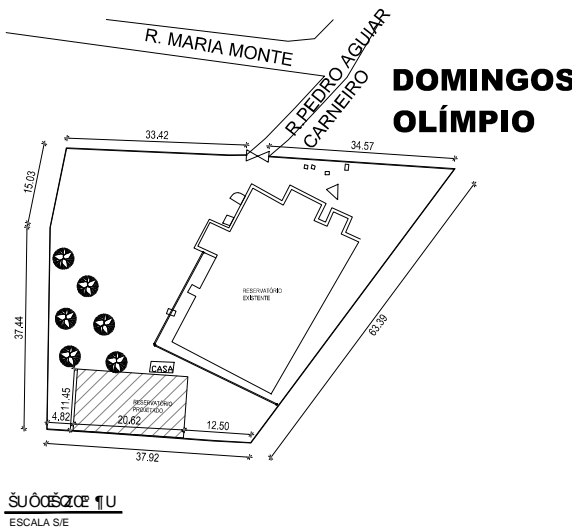 R. MARIA MONTE
R.PEDRO AGUIAR
CARNEIRO
DOMINGOS
OLÍMPIO
33.42
34.57
15.03
37.44
63.39
RESERVATÓRIO
EXISTENTE
CASA
RESERVATÓRIO
PROJETADO
11.45
4.82
20.62
12.50
37.92
ESCALA S/E